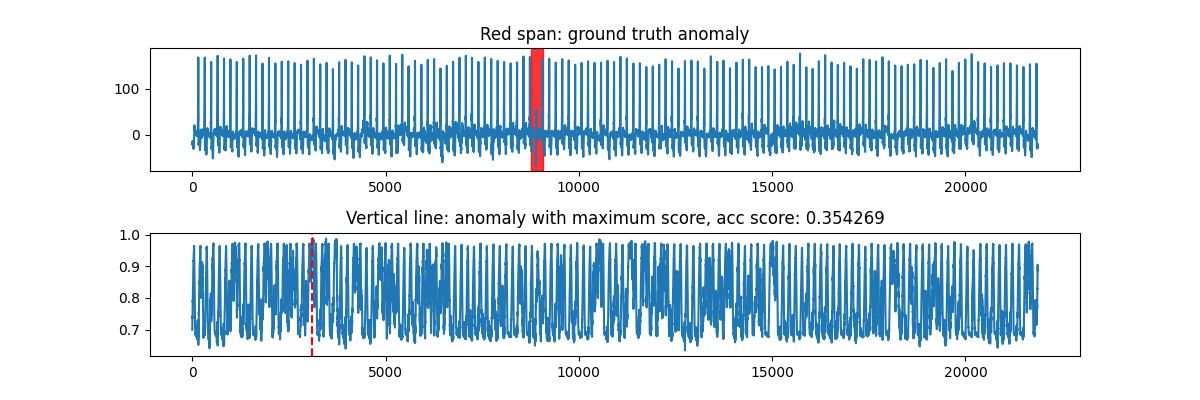 Red span: ground truth anomaly
100
0
0 5000 10000 15000 20000
Vertical line: anomaly with maximum score, acc score: 0.354269
1.0
0.9
0.8
0.7
0 5000 10000 15000 20000